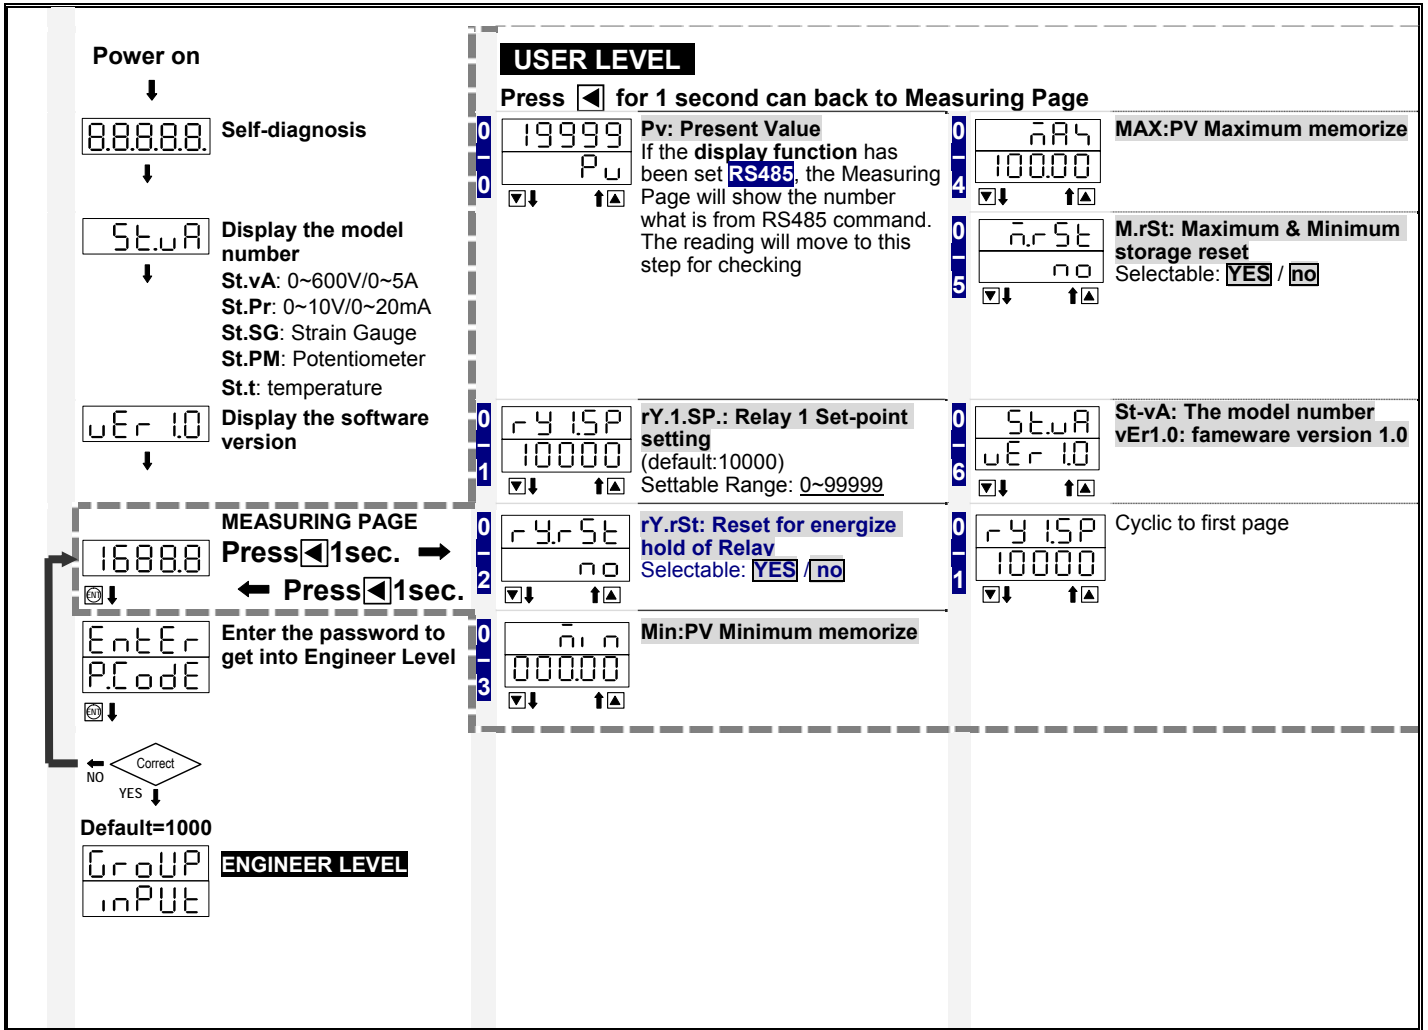 Power on
8.8.8.8.8.
Self-diagnosis
St.vA
Display the model
number
St.vA: 0~600V/0~5A
St.Pr: 0~10V/0~20mA
St.SG: Strain Gauge
St.PM: Potentiometer
St.t: temperature
vEr 1.0
Display the software
version
MEASURING PAGE
1688.8
Press◀1sec. ➡
⬅ Press◀1sec.
ENT
EntEr
P.CodE
Enter the password to
get into Engineer Level
ENT
Correct
NO
YES
Default=1000
GroUP
inPUt
ENGINEER LEVEL
USER LEVEL
Press ◀ for 1 second can back to Measuring Page
0–0
19999
Pv
Pv: Present Value
If the display function has
been set RS485, the Measuring
Page will show the number
what is from RS485 command.
The reading will move to this
step for checking
0–1
rY 1.SP
10000
rY.1.SP.: Relay 1 Set-point
setting
(default:10000)
Settable Range: 0~99999
0–2
rY.rSt
no
rY.rSt: Reset for energize
hold of Relay
Selectable: YES / no
0–3
Min
000.00
Min:PV Minimum memorize
0–4
MAX
100.00
MAX:PV Maximum memorize
0–5
M.rSt
no
M.rSt: Maximum & Minimum
storage reset
Selectable: YES / no
0–6
St.vA
vEr 1.0
St-vA: The model number
vEr1.0: fameware version 1.0
0–1
rY 1.SP
10000
Cyclic to first page